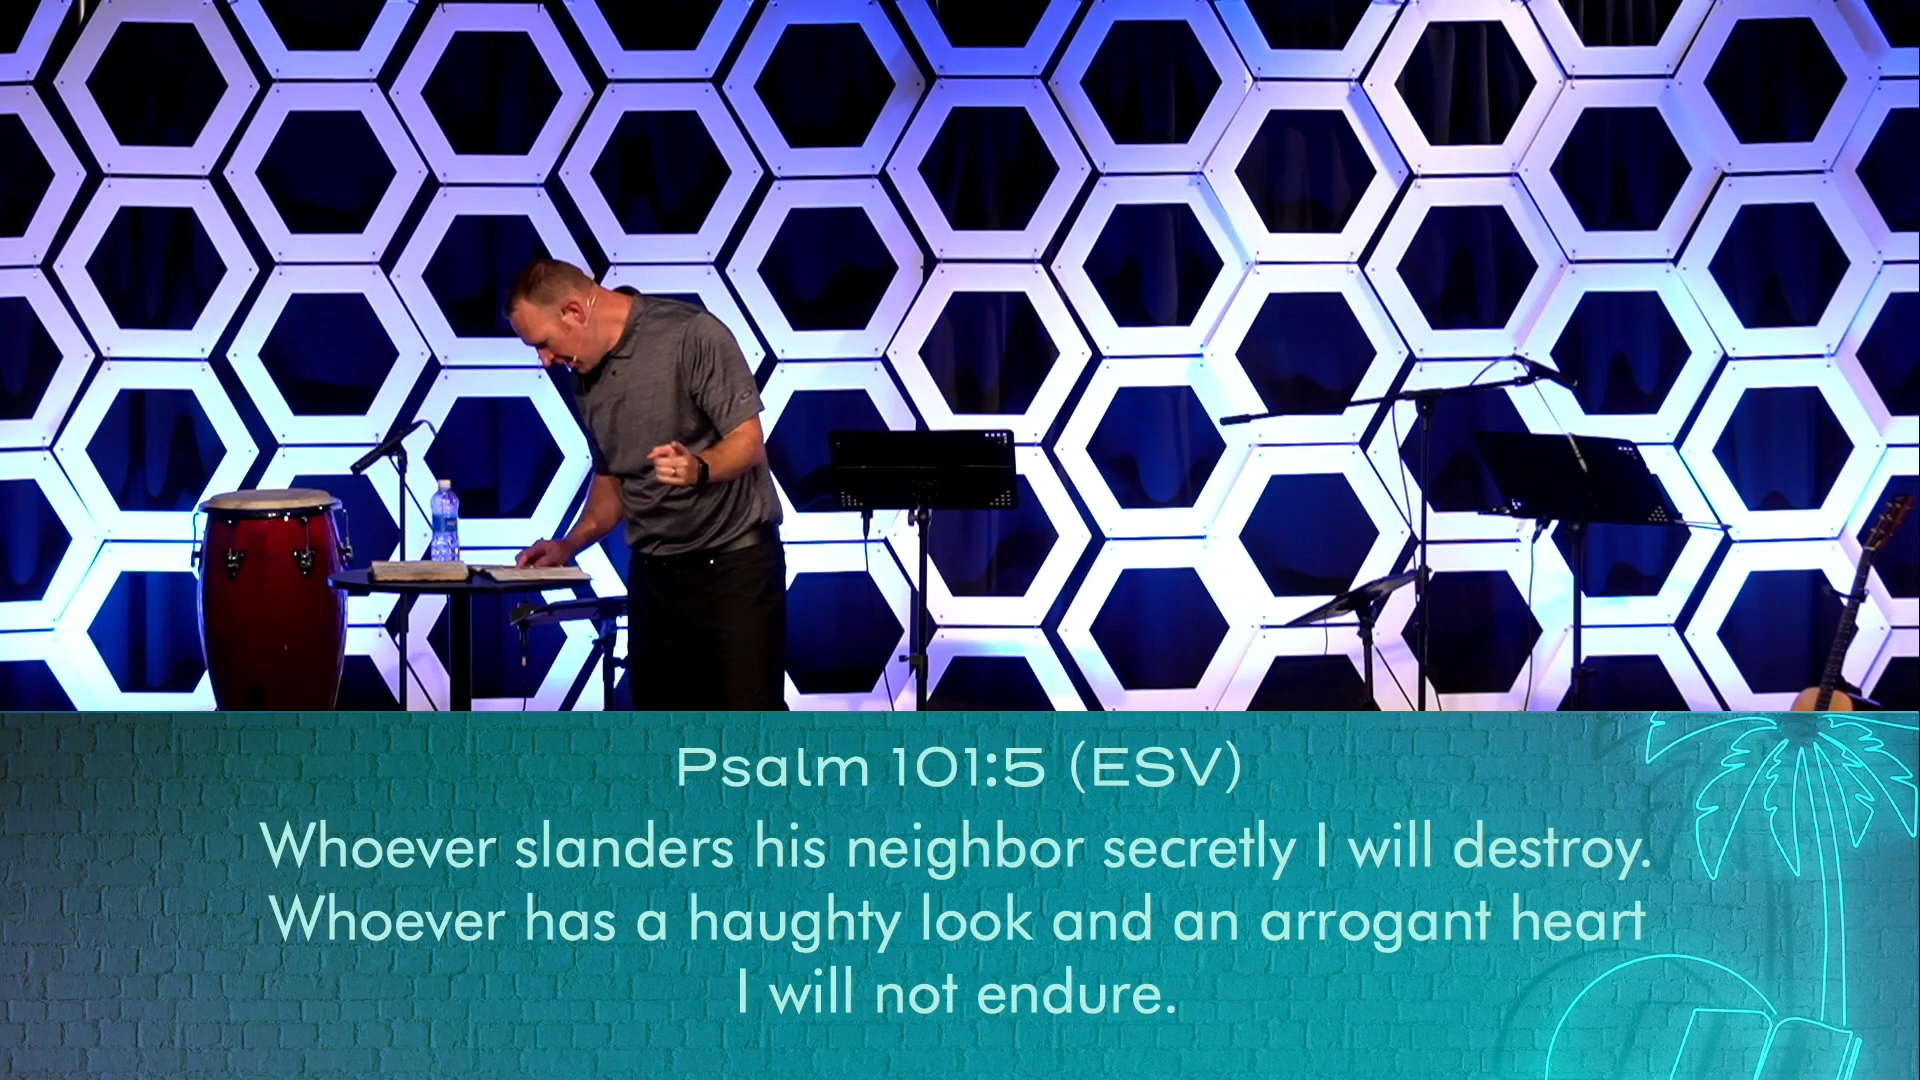 Psalm 101:5 (ESV)
Whoever slanders his neighbor secretly I will destroy.
Whoever has a haughty look and an arrogant heart
I will not endure.